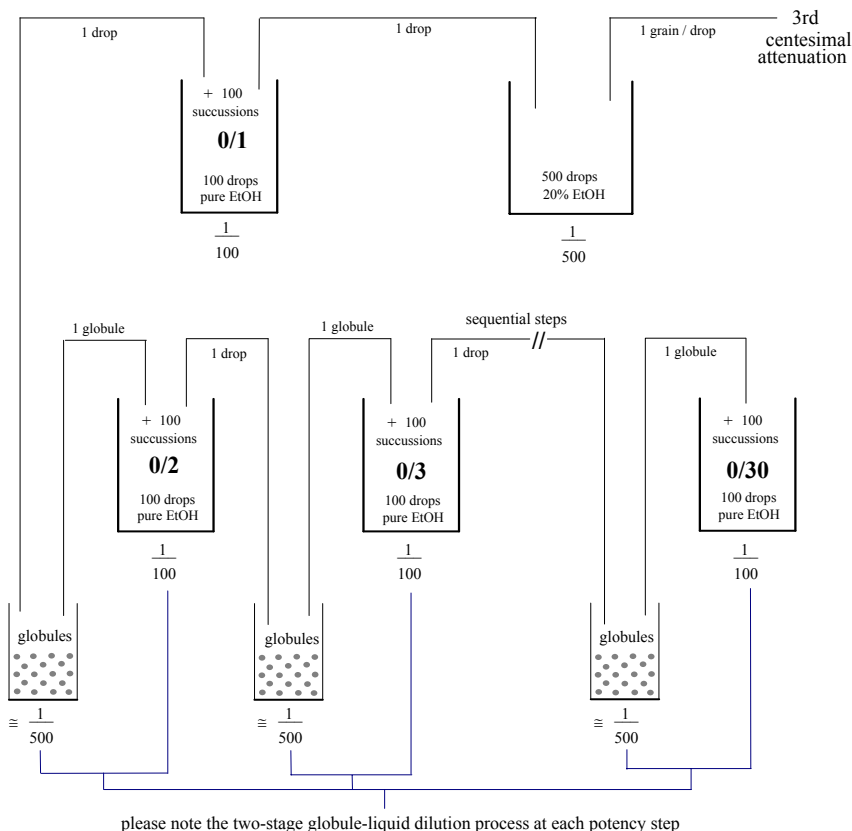 1 drop
1 drop
1 grain / drop
3rd
centesimal
attenuation
+ 100
succussions
0/1
100 drops
pure EtOH
1
100
500 drops
20% EtOH
1
500
1 globule
1 drop
1 globule
sequential steps
//
1 drop
1 globule
+ 100
succussions
0/2
100 drops
pure EtOH
1
100
+ 100
succussions
0/3
100 drops
pure EtOH
1
100
+ 100
succussions
0/30
100 drops
pure EtOH
1
100
globules
≅ 1
500
globules
≅ 1
500
globules
≅ 1
500
please note the two-stage globule-liquid dilution process at each potency step